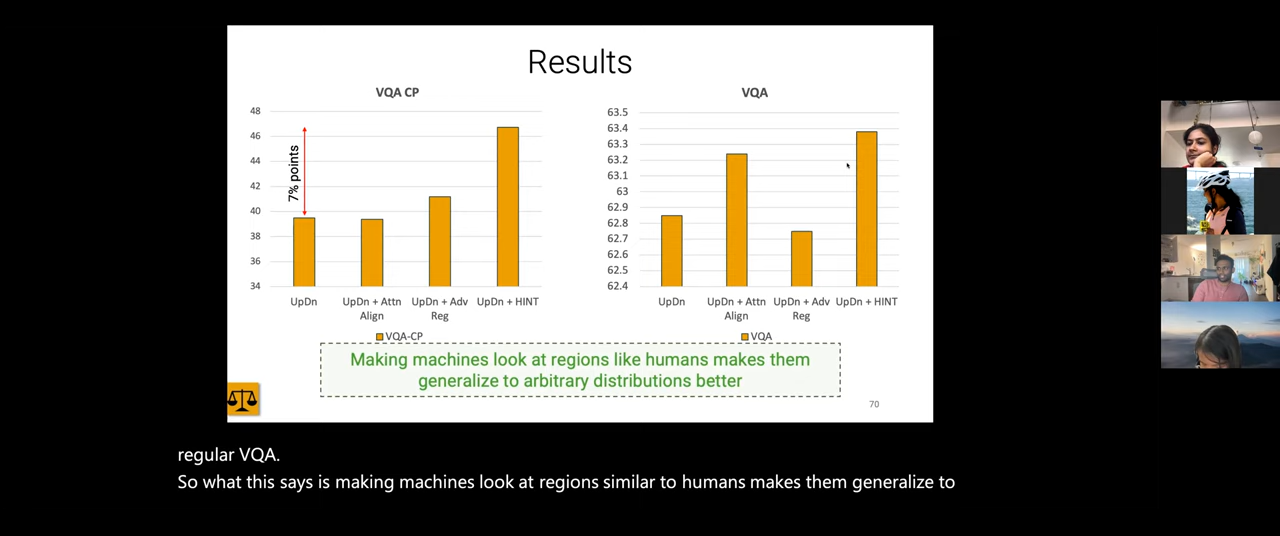 Results
VQA CP
48
46
44
42
40
38
36
34
7% points
UpDn
UpDn + Attn Align
UpDn + Adv Reg
UpDn + HINT
VQA-CP
VQA
63.5
63.4
63.3
63.2
63.1
63
62.9
62.8
62.7
62.6
62.5
62.4
UpDn
UpDn + Attn Align
UpDn + Adv Reg
UpDn + HINT
VQA
Making machines look at regions like humans makes them
generalize to arbitrary distributions better
70
regular VQA.
So what this says is making machines look at regions similar to humans makes them generalize to